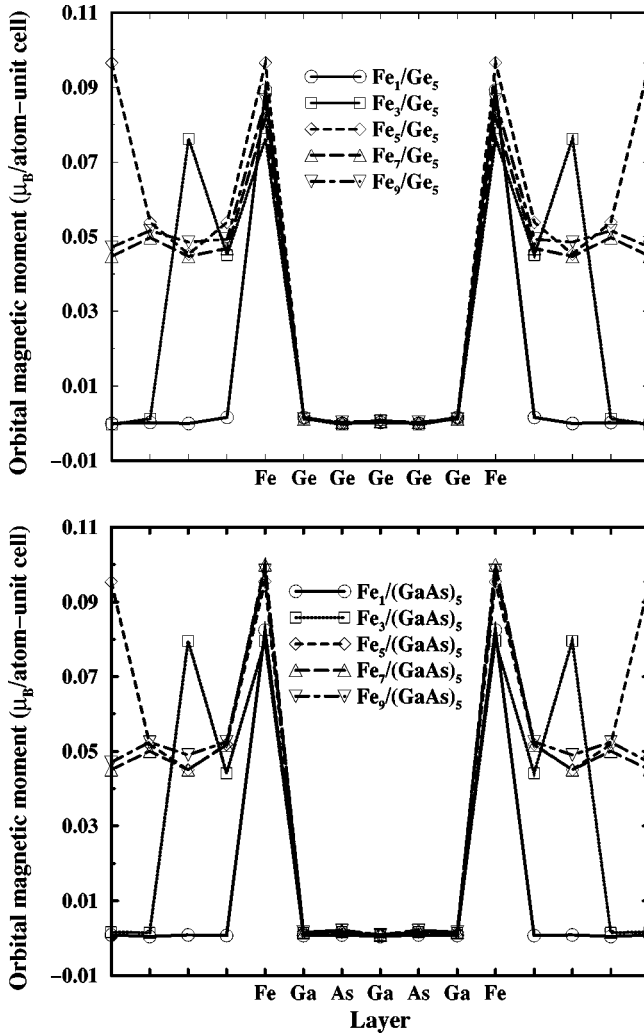 Orbital magnetic moment (μB/atom−unit cell)
0.11
0.09
0.07
0.05
0.03
0.01
−0.01
Fe1/Ge5
Fe3/Ge5
Fe5/Ge5
Fe7/Ge5
Fe9/Ge5
Fe Ge Ge Ge Ge Ge Fe
Orbital magnetic moment (μB/atom−unit cell)
0.11
0.09
0.07
0.05
0.03
0.01
−0.01
Fe1/(GaAs)5
Fe3/(GaAs)5
Fe5/(GaAs)5
Fe7/(GaAs)5
Fe9/(GaAs)5
Fe Ga As Ga As Ga Fe
Layer